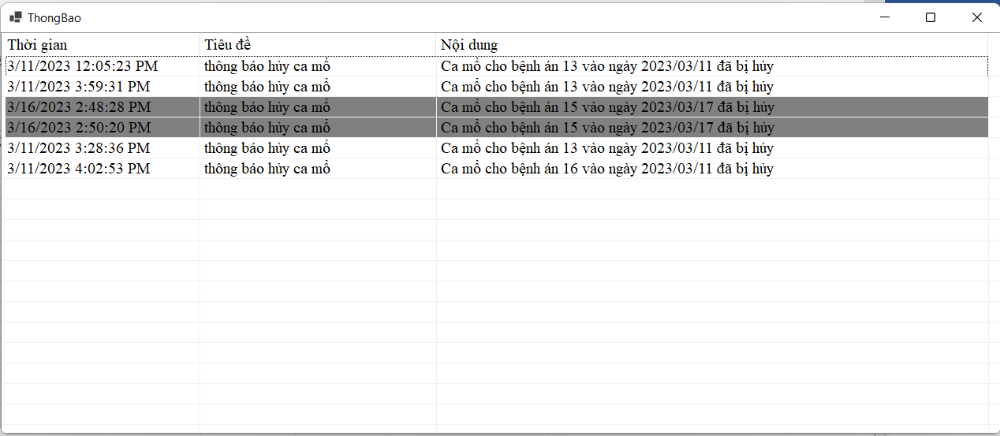 ThongBao
Thời gian Tiêu đề Nội dung
3/11/2023 12:05:23 PM thông báo hủy ca mổ Ca mổ cho bệnh án 13 vào ngày 2023/03/11 đã bị hủy
3/11/2023 3:59:31 PM thông báo hủy ca mổ Ca mổ cho bệnh án 13 vào ngày 2023/03/11 đã bị hủy
3/16/2023 2:48:28 PM thông báo hủy ca mổ Ca mổ cho bệnh án 15 vào ngày 2023/03/17 đã bị hủy
3/16/2023 2:50:20 PM thông báo hủy ca mổ Ca mổ cho bệnh án 15 vào ngày 2023/03/17 đã bị hủy
3/11/2023 3:28:36 PM thông báo hủy ca mổ Ca mổ cho bệnh án 13 vào ngày 2023/03/11 đã bị hủy
3/11/2023 4:02:53 PM thông báo hủy ca mổ Ca mổ cho bệnh án 16 vào ngày 2023/03/11 đã bị hủy